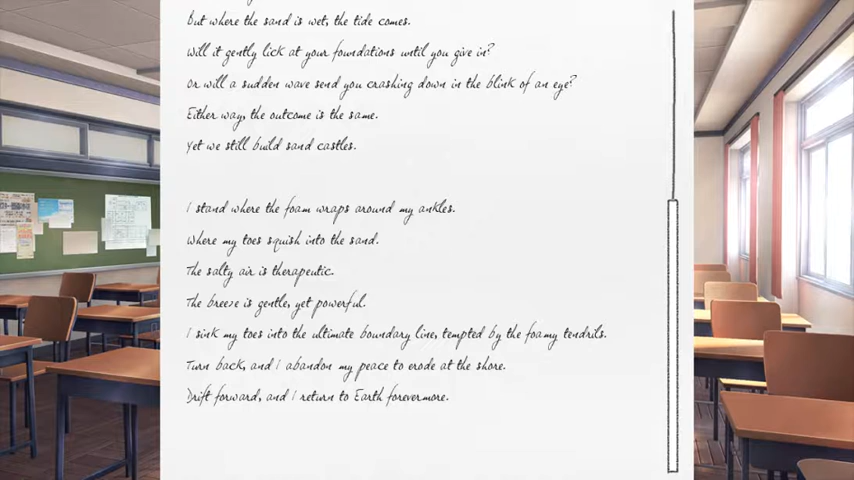 But where the sand is wet, the tide comes.
Will it gently lick at your foundations until you give in?
Or will a sudden wave send you crashing down in the blink of an eye?
Either way, the outcome is the same.
Yet we still build sand castles.
I stand where the foam wraps around my ankles.
Where my toes squish into the sand.
The salty air is therapeutic.
The breeze is gentle, yet powerful.
I sink my toes into the ultimate boundary line, tempted by the foamy tendrils.
Turn back, and I abandon my peace to erode at the shore.
Drift forward, and I return to Earth forevermore.